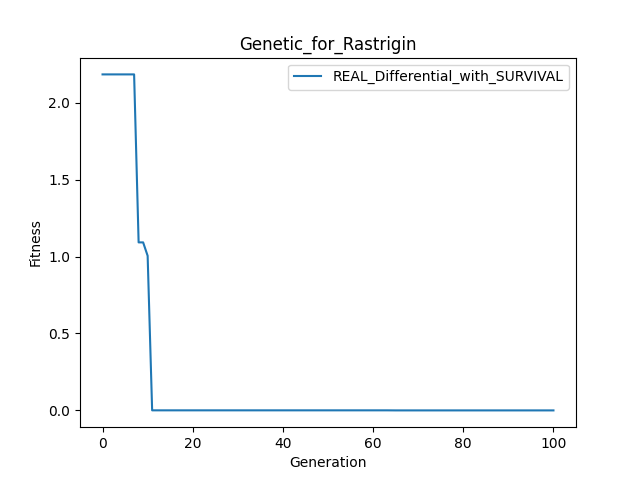 Genetic_for_Rastrigin
REAL_Differential_with_SURVIVAL
Fitness
2.0
1.5
1.0
0.5
0.0
0 20 40 60 80 100
Generation